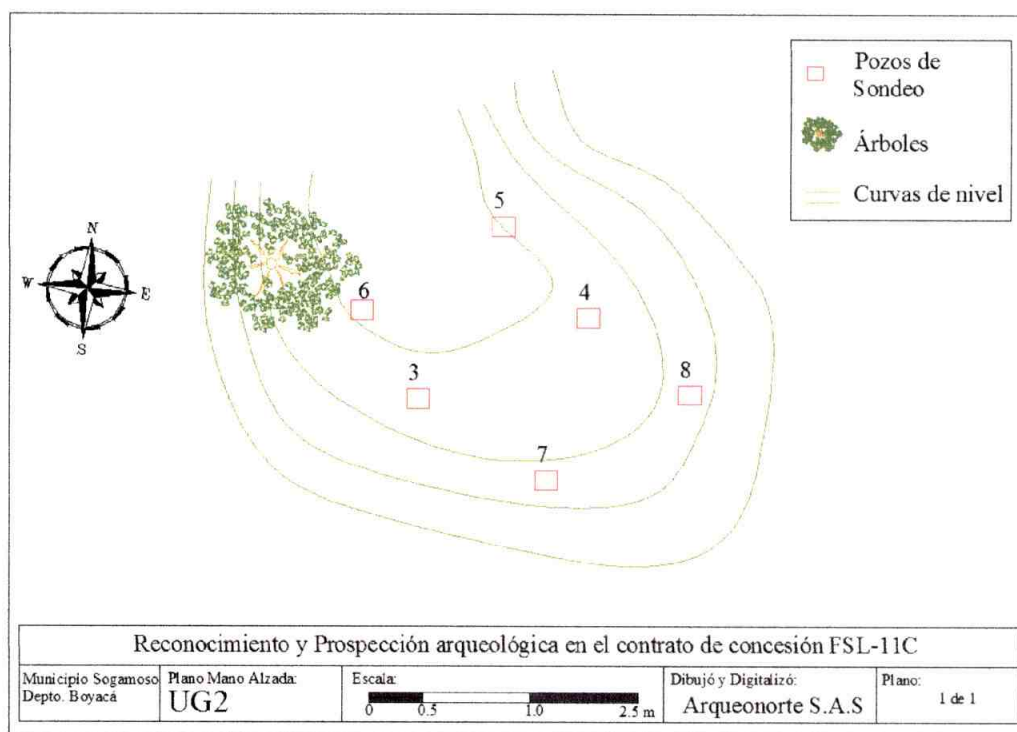 Pozos de
Sondeo
Árboles
Curvas de nivel
N
W
E
S
5
6
4
3
8
7
Reconocimiento y Prospección arqueológica en el contrato de concesión FSL-11C
Municipio Sogamoso
Depto. Boyacá
Plano Mano Alzada:
UG2
Escala:
0 0.5 1.0 2.5 m
Dibujó y Digitalizó:
Arqueonorte S.A.S
Plano:
1 de 1